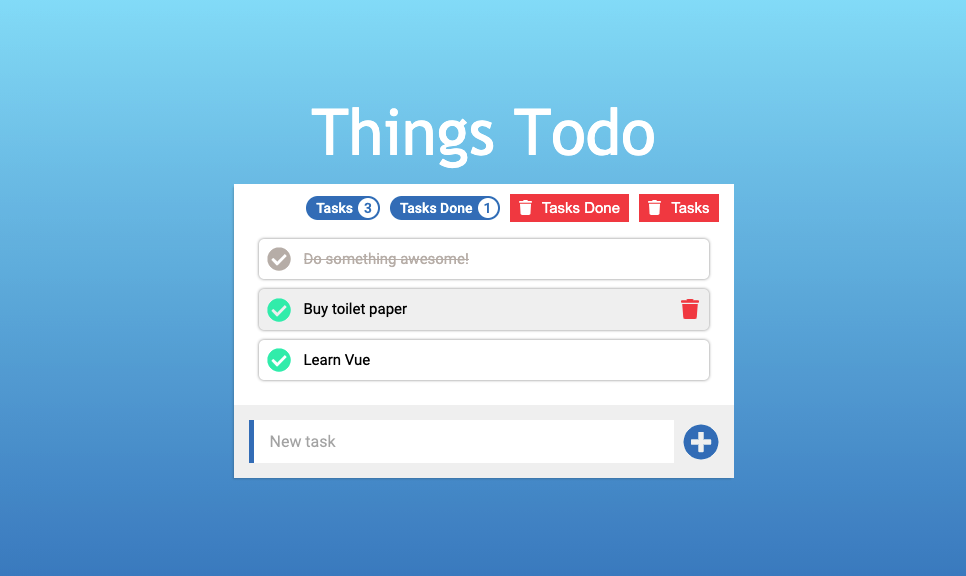 Things Todo
Tasks 3 Tasks Done 1 Tasks Done Tasks
Do something awesome!
Buy toilet paper
Learn Vue
New task